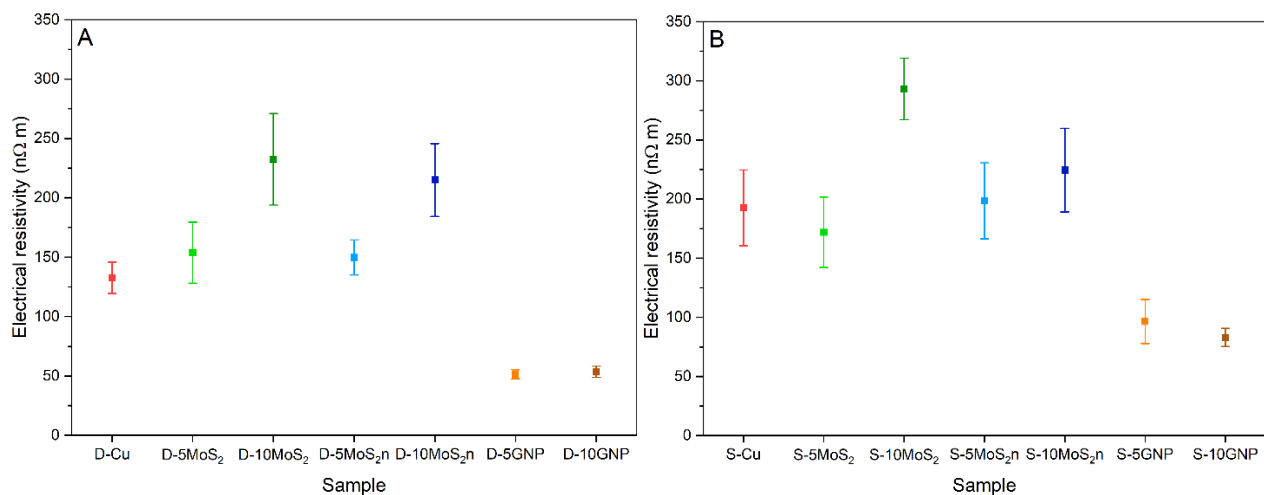 A
Electrical resistivity (nΩ m)
350
300
250
200
150
100
50
0
D-Cu D-5MoS₂ D-10MoS₂ D-5MoS₂n D-10MoS₂n D-5GNP D-10GNP
Sample
B
Electrical resistivity (nΩ m)
350
300
250
200
150
100
50
0
S-Cu S-5MoS₂ S-10MoS₂ S-5MoS₂n S-10MoS₂n S-5GNP S-10GNP
Sample